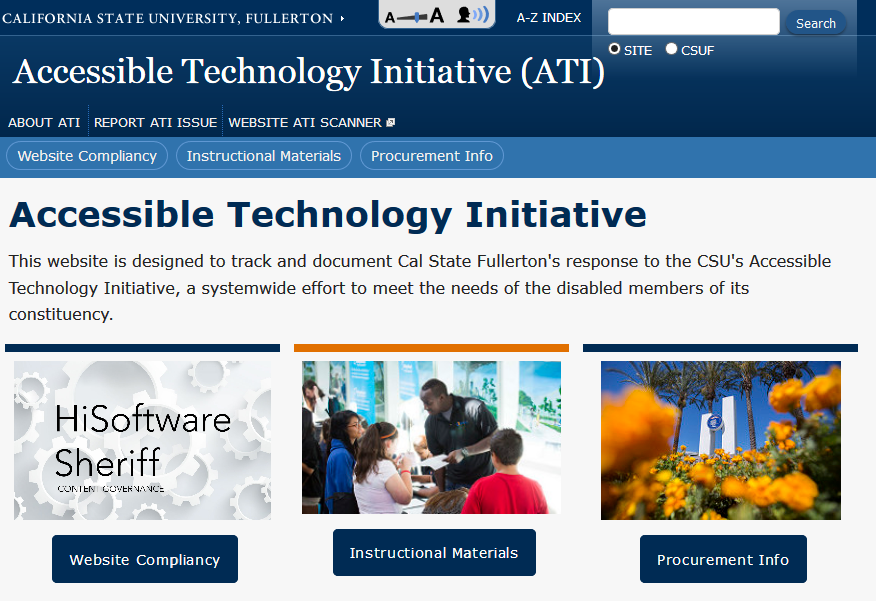 CALIFORNIA STATE UNIVERSITY, FULLERTON
A A
A-Z INDEX
Search
SITE CSUF
Accessible Technology Initiative (ATI)
ABOUT ATI REPORT ATI ISSUE WEBSITE ATI SCANNER
Website Compliancy Instructional Materials Procurement Info
Accessible Technology Initiative
This website is designed to track and document Cal State Fullerton's response to the CSU's Accessible
Technology Initiative, a systemwide effort to meet the needs of the disabled members of its
constituency.
HiSoftware
Sheriff
CONTENT GOVERNANCE
Website Compliancy
Instructional Materials
Procurement Info